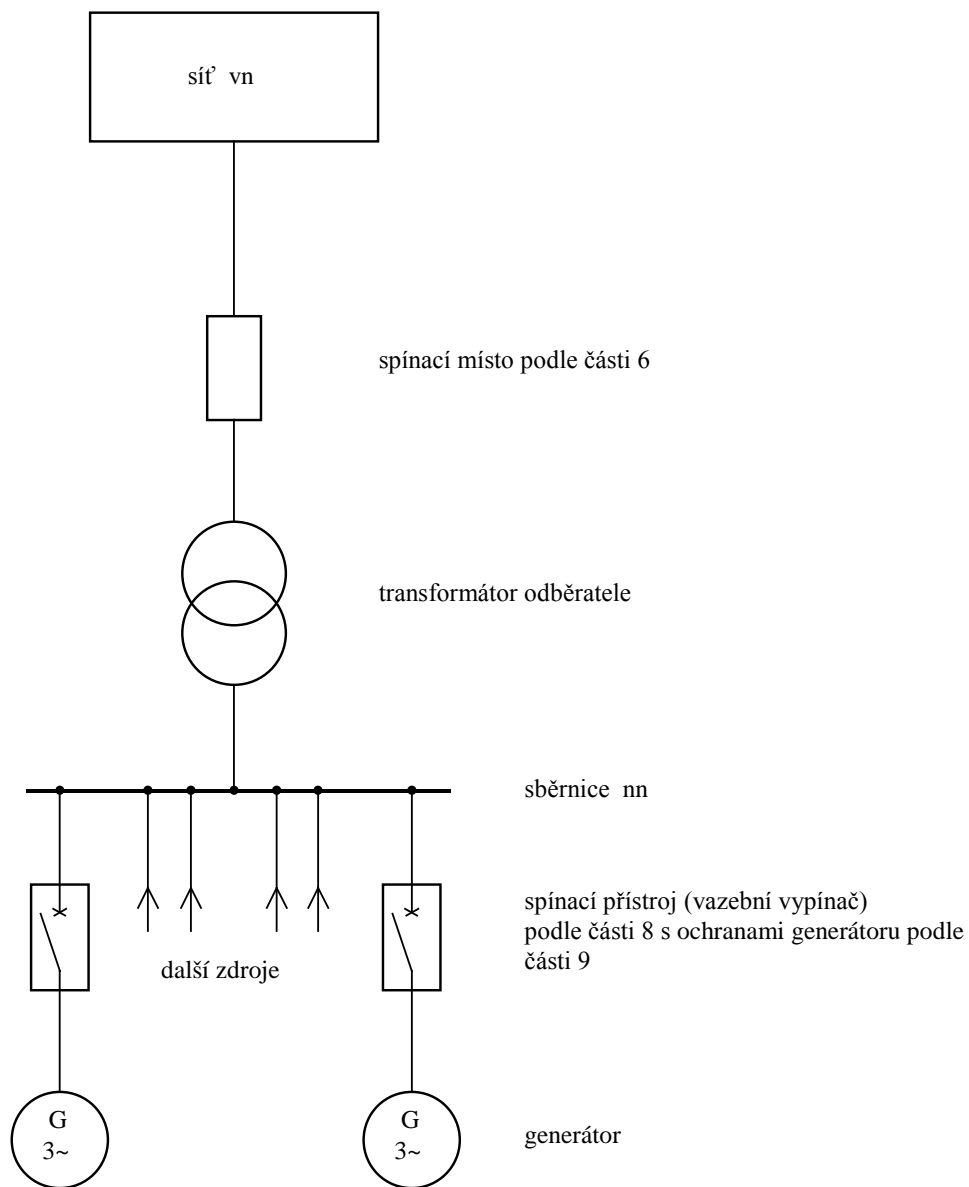 síť vn
spínací místo podle části 6
transformátor odběratele
sběrnice nn
spínací přístroj (vazební vypínač)
podle části 8 s ochranami generátoru podle
části 9
další zdroje
G
3~
G
3~
generátor